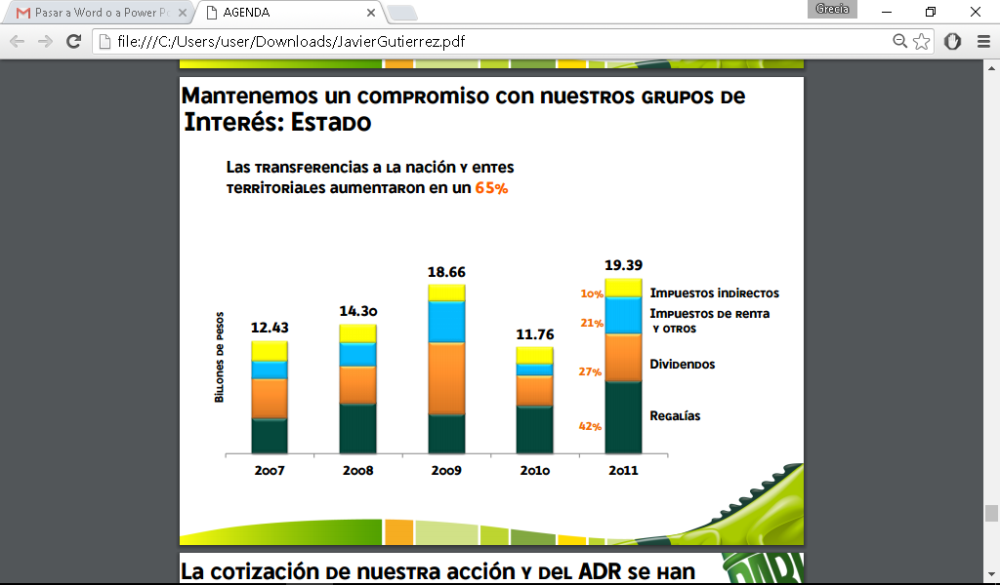 Pasar a Word o a Power P
AGENDA
Grecia
file:///C:/Users/user/Downloads/JavierGutierrez.pdf
Mantenemos un compromiso con nuestros grupos de
Interés: Estado
Las transferencias a la nación y entes
territoriales aumentaron en un 65%
Billones de pesos
12.43
14.30
18.66
11.76
19.39
10%
21%
27%
42%
Impuestos indirectos
Impuestos de renta
y otros
Dividendos
Regalías
2007
2008
2009
2010
2011
La cotización de nuestra acción y del ADR se han